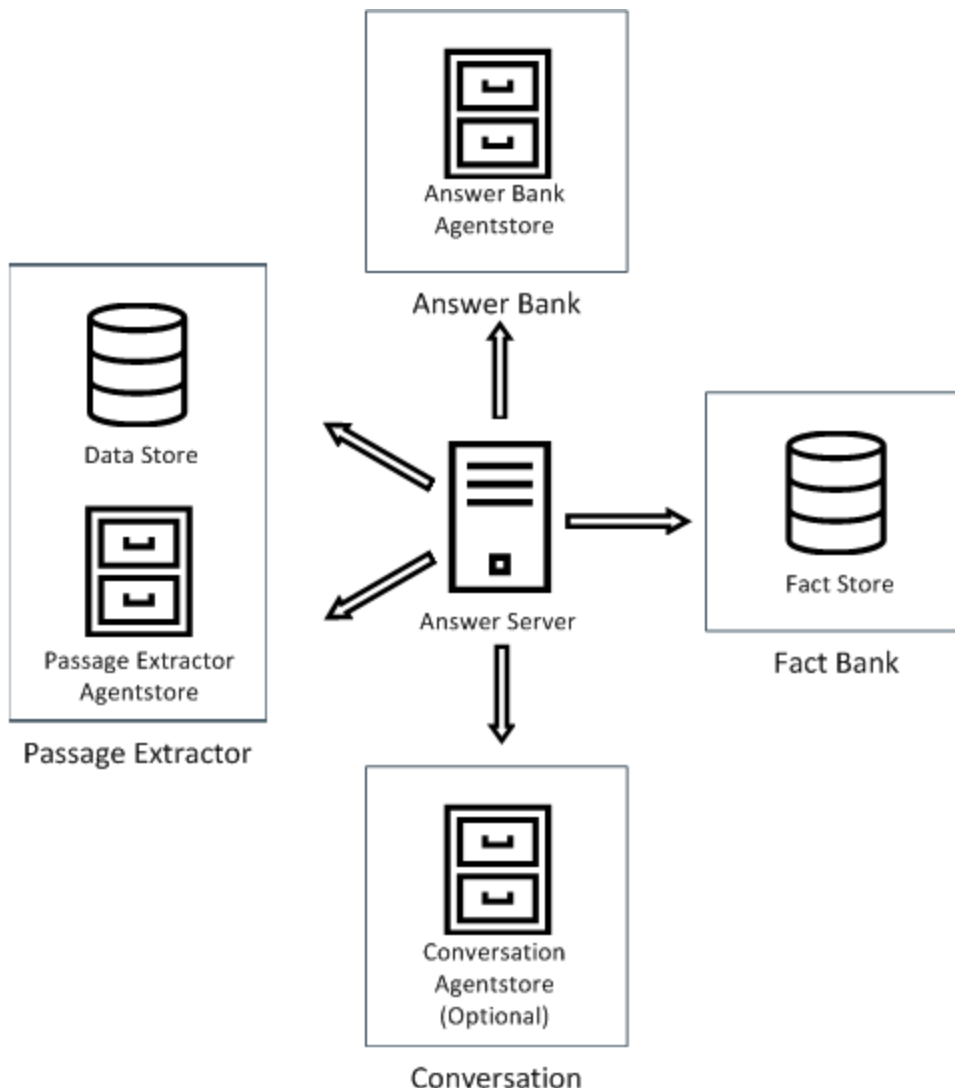 Answer Bank
Agentstore
Answer Bank
Data Store
Passage Extractor
Agentstore
Passage Extractor
Answer Server
Fact Store
Fact Bank
Conversation
Agentstore
(Optional)
Conversation